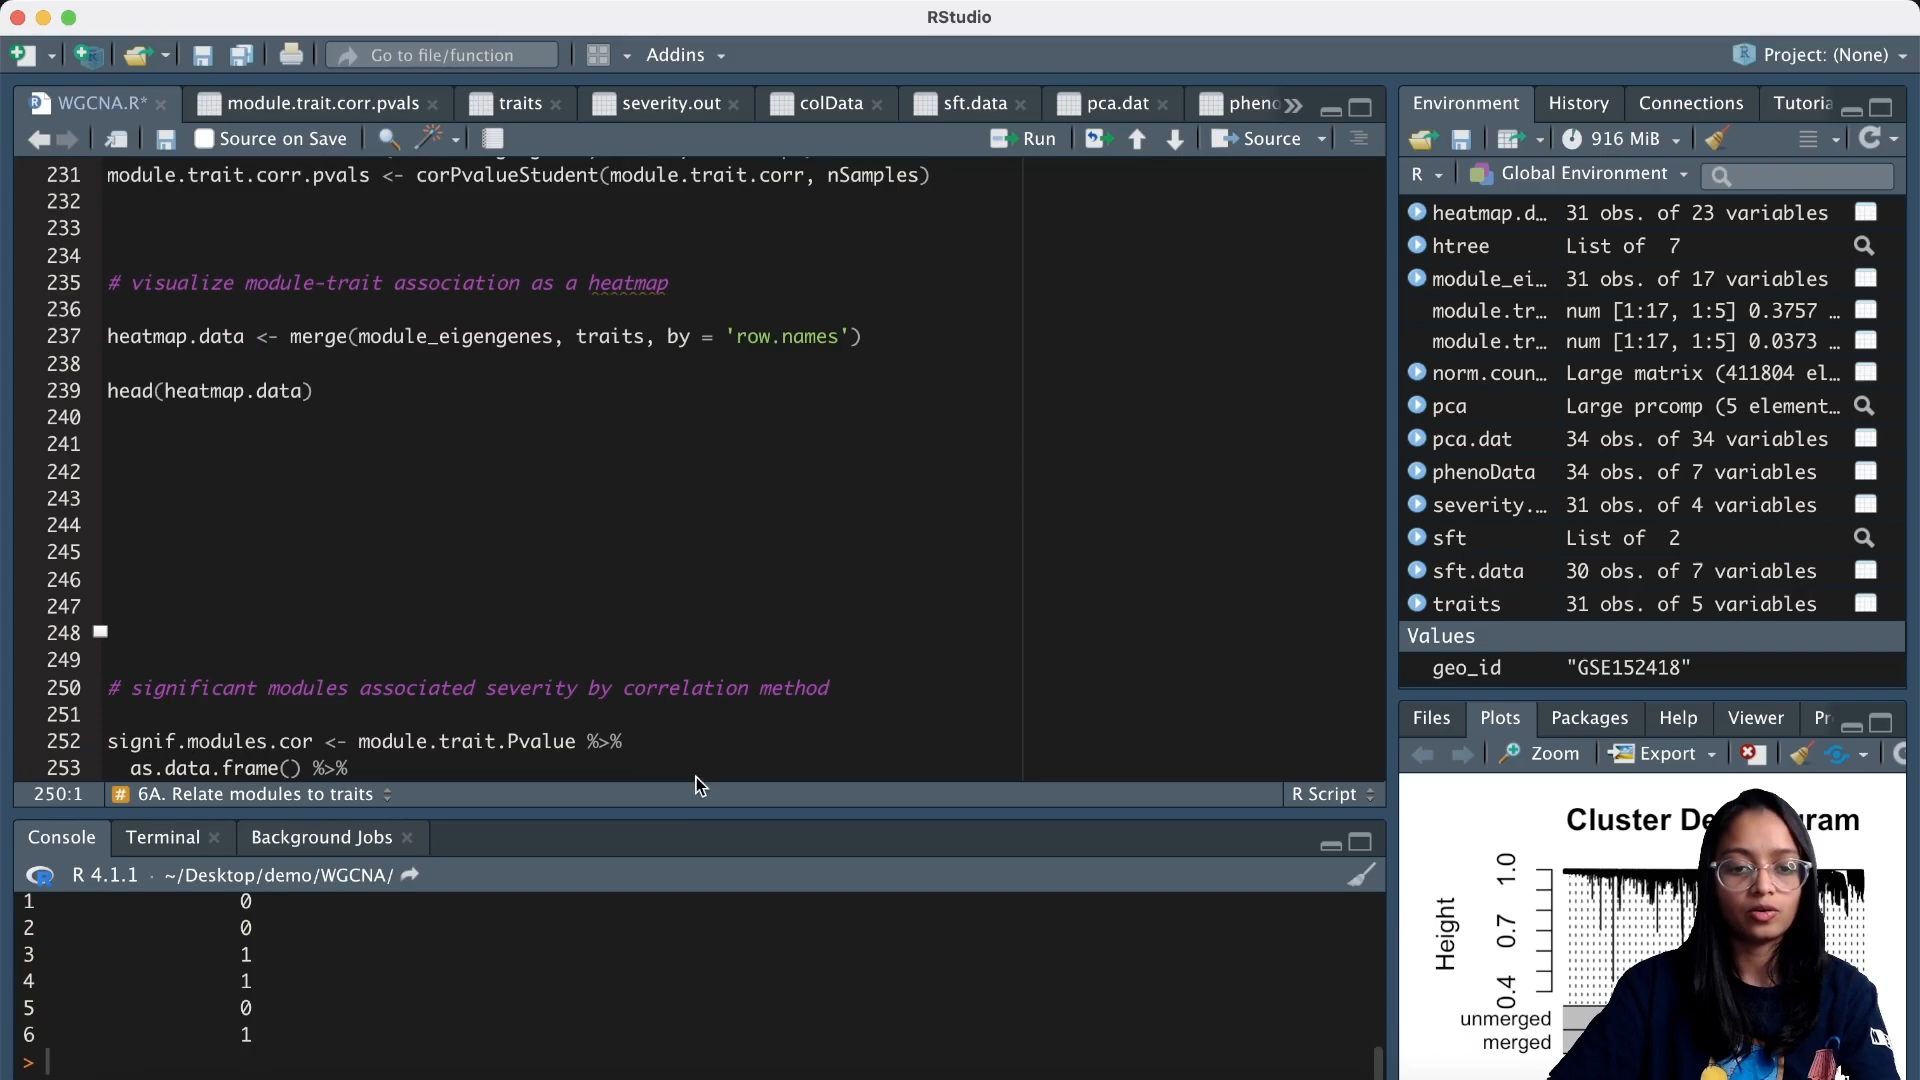 RStudio
Go to file/function
Addins
Project: (None)
WGCNA.R*
module.trait.corr.pvals
traits
severity.out
colData
sft.data
pca.dat
pheno
Source on Save
Run
Source
231 module.trait.corr.pvals <- corPvalueStudent(module.trait.corr, nSamples)
232
233
234
235 # visualize module-trait association as a heatmap
236
237 heatmap.data <- merge(module_eigengenes, traits, by = 'row.names')
238
239 head(heatmap.data)
240
241
242
243
244
245
246
247
248
249
250 # significant modules associated severity by correlation method
251
252 signif.modules.cor <- module.trait.Pvalue %>%
253 as.data.frame() %>%
250:1
# 6A. Relate modules to traits
R Script
Console
Terminal
Background Jobs
R 4.1.1 · ~/Desktop/demo/WGCNA/
1 0
2 0
3 1
4 1
5 0
6 1
>
Environment
History
Connections
Tutoria
916 MiB
R
Global Environment
heatmap.d… 31 obs. of 23 variables
htree List of 7
module_ei… 31 obs. of 17 variables
module.tr… num [1:17, 1:5] 0.3757 …
module.tr… num [1:17, 1:5] 0.0373 …
norm.coun… Large matrix (411804 el…
pca Large prcomp (5 element…
pca.dat 34 obs. of 34 variables
phenoData 34 obs. of 7 variables
severity.… 31 obs. of 4 variables
sft List of 2
sft.data 30 obs. of 7 variables
traits 31 obs. of 5 variables
Values
geo_id "GSE152418"
Files
Plots
Packages
Help
Viewer
Pr
Zoom
Export
Cluster De gram
Height
1.0
0.7
0.4
unmerged
merged